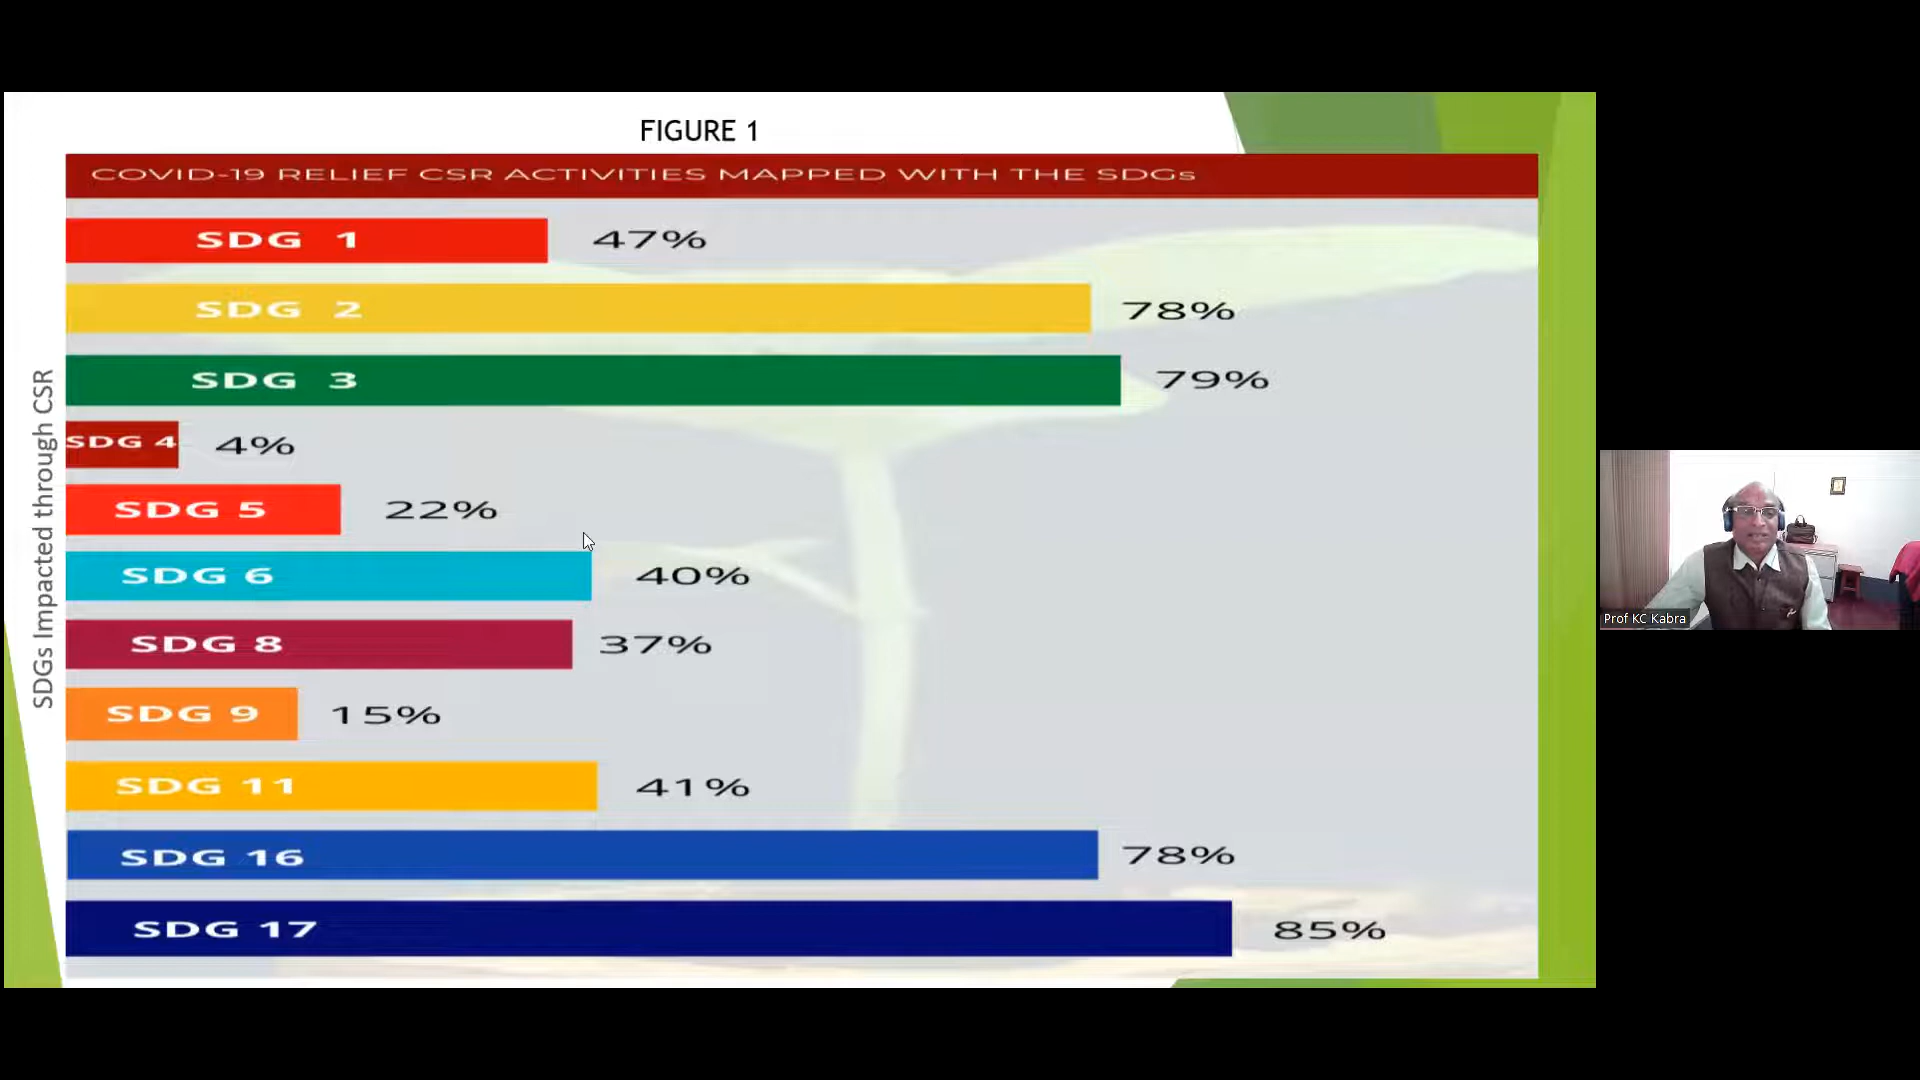 FIGURE 1
COVID-19 RELIEF CSR ACTIVITIES MAPPED WITH THE SDGs
SDGs Impacted through CSR
SDG 1 47%
SDG 2 78%
SDG 3 79%
SDG 4 4%
SDG 5 22%
SDG 6 40%
SDG 8 37%
SDG 9 15%
SDG 11 41%
SDG 16 78%
SDG 17 85%
Prof KC Kabra